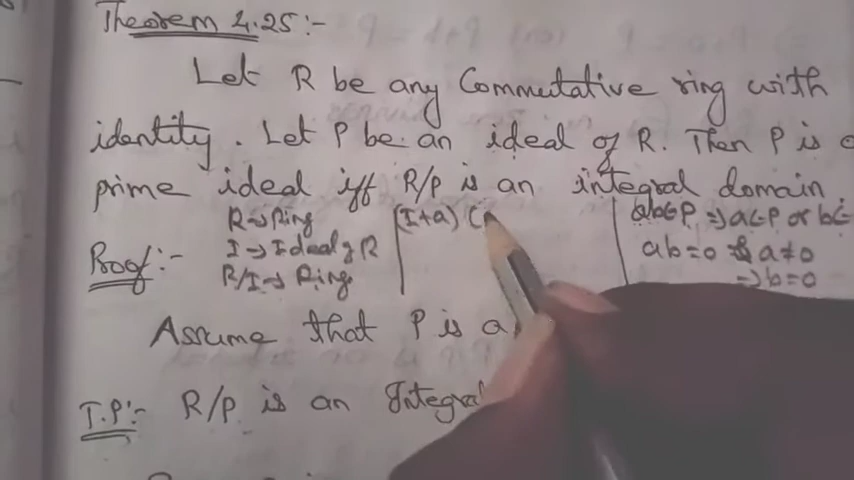 Theorem 4.25:-
Let R be any Commutative ring with
identity. Let P be an ideal of R. Then P is a
prime ideal iff R/P is an integral domain
R→Ring
I→Ideal of R
R/I→Ring
(I+a) (
ab∈P ⇒ a∈P or b∈
ab=0 & a≠0
⇒ b=0
Proof:-
Assume that P is a
T.P:- R/P is an Integral